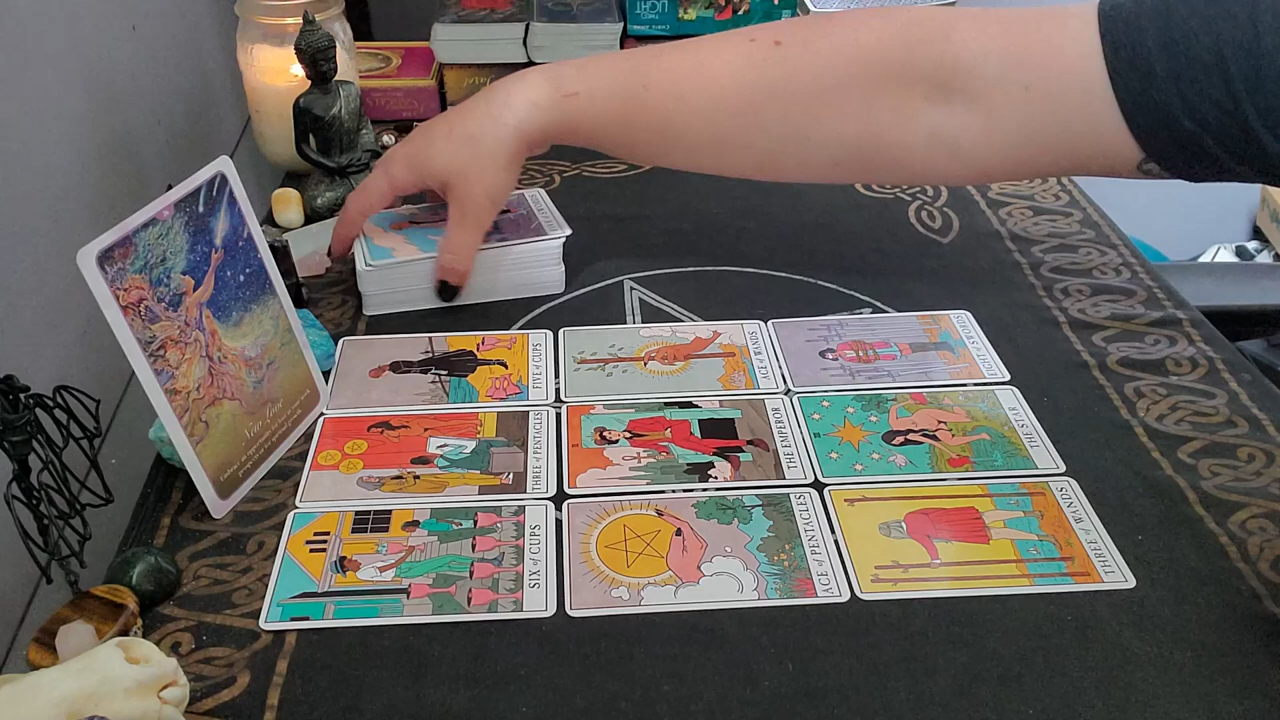 LIGHT
FIVE of CUPS
ACE of WANDS
EIGHT of SWORDS
THREE of PENTACLES
THE EMPEROR
THE STAR
SIX of CUPS
ACE of PENTACLES
THREE of WANDS
New Love